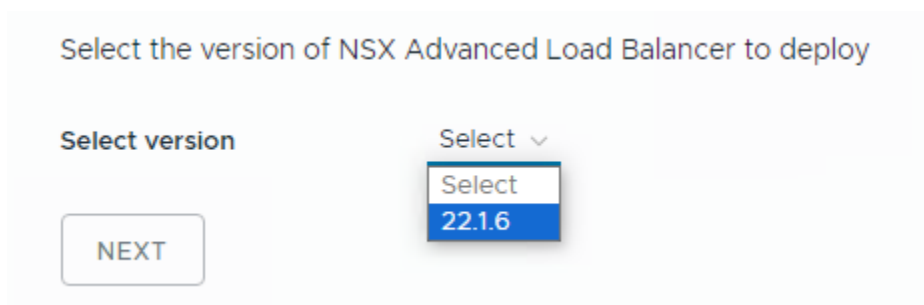 Select the version of NSX Advanced Load Balancer to deploy
Select version
Select
Select
22.1.6
NEXT